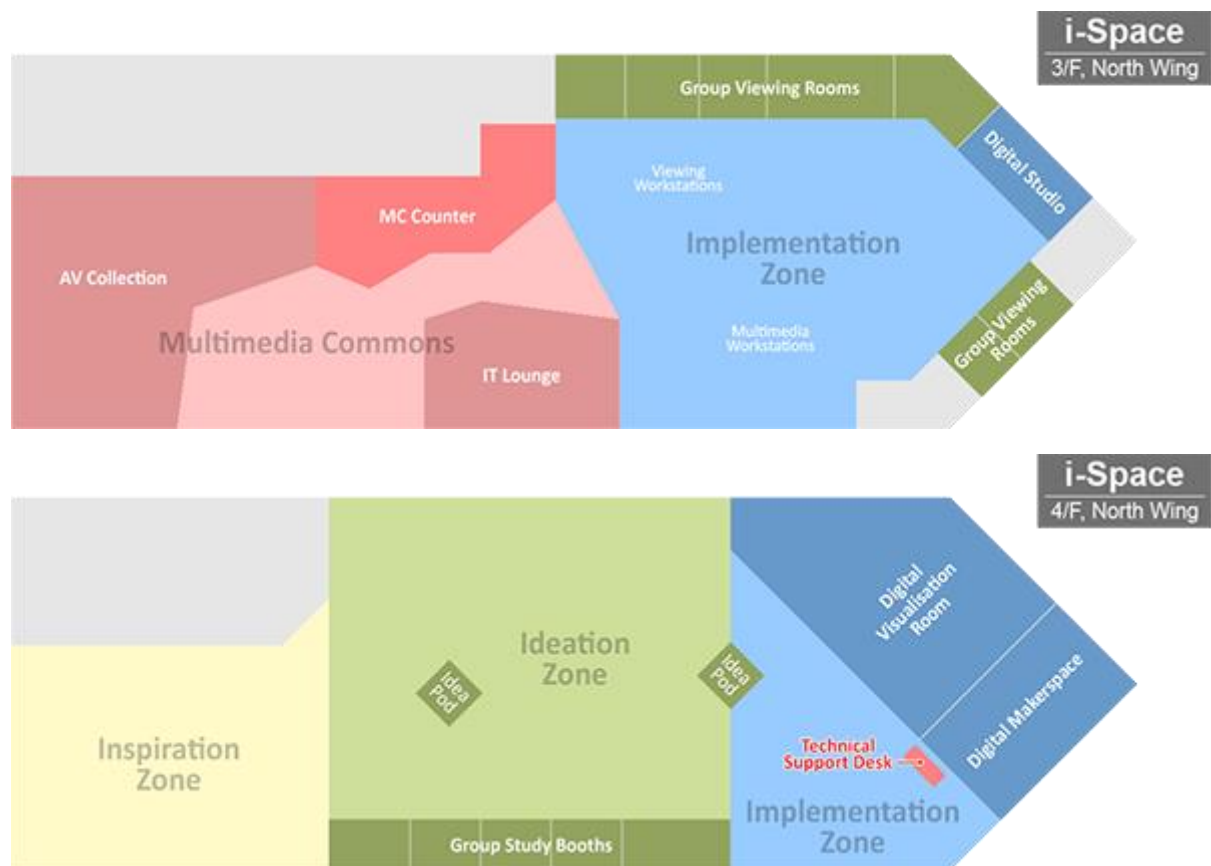 i-Space
3/F, North Wing
Group Viewing Rooms
Digital Studio
Viewing
Workstations
MC Counter
Implementation
Zone
AV Collection
Group Viewing
Rooms
Multimedia
Workstations
Multimedia Commons
IT Lounge
i-Space
4/F, North Wing
Digital
Visualisation
Room
Ideation
Zone
Idea
Pod
Idea
Pod
Digital Makerspace
Inspiration
Zone
Technical
Support Desk
Implementation
Zone
Group Study Booths